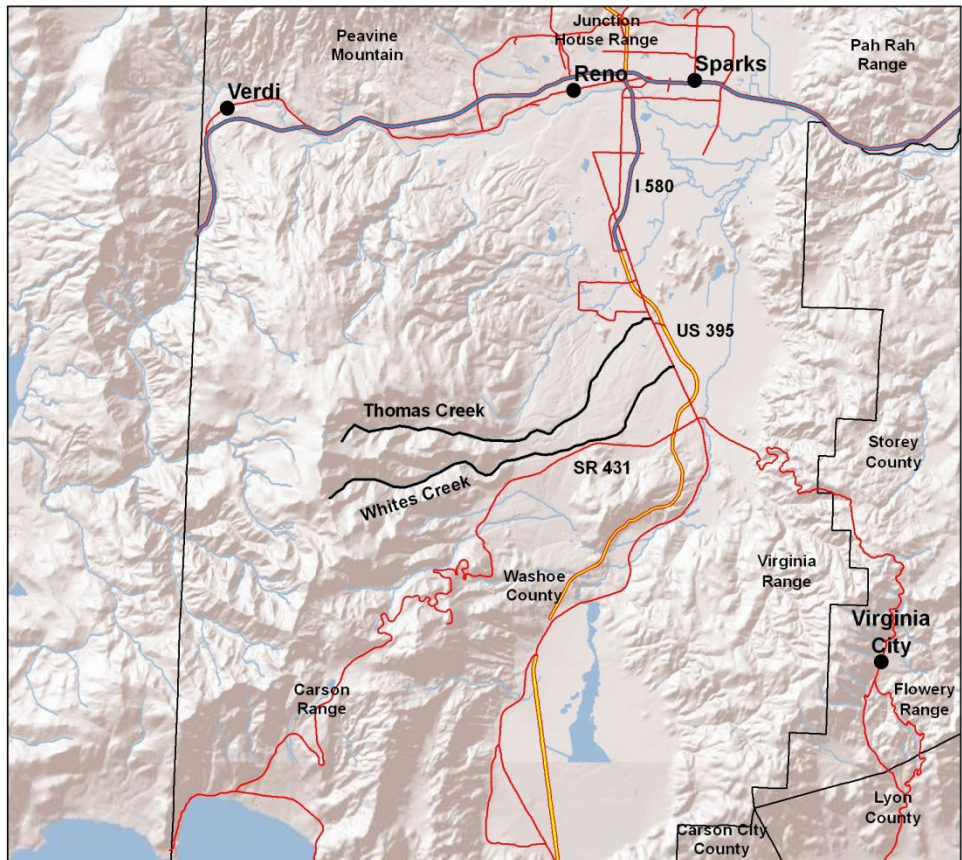 Peavine
Mountain
Junction
House Range
Pah Rah
Range
Verdi
Reno
Sparks
I 580
US 395
Thomas Creek
Whites Creek
SR 431
Storey
County
Washoe
County
Virginia
Range
Virginia
City
Carson
Range
Flowery
Range
Lyon
County
Carson City
County